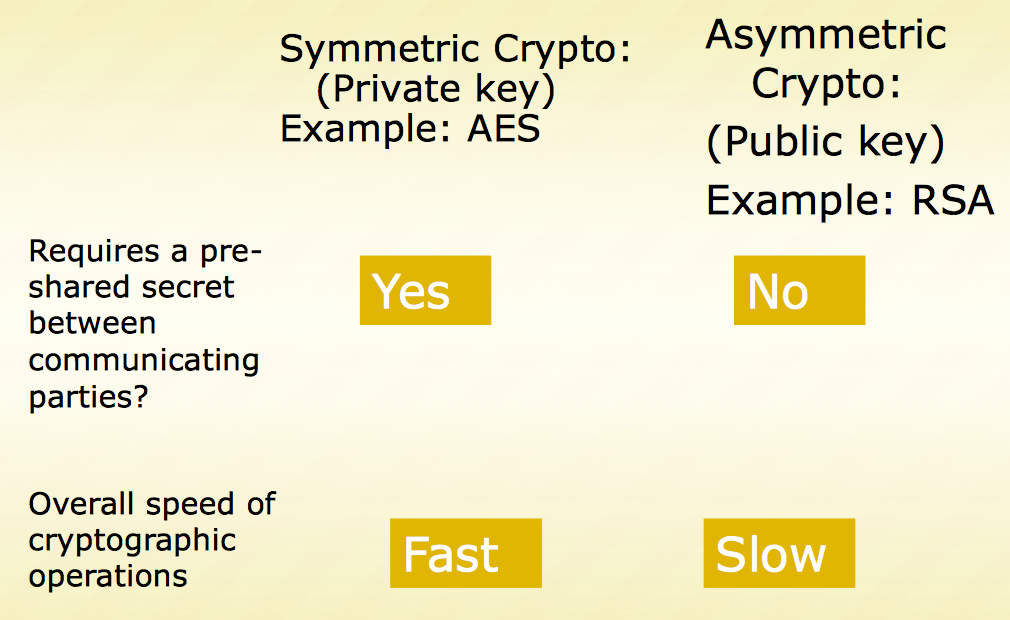 Symmetric Crypto:
(Private key)
Example: AES
Asymmetric
Crypto:
(Public key)
Example: RSA
Requires a pre-
shared secret
between
communicating
parties?
Yes
No
Overall speed of
cryptographic
operations
Fast
Slow